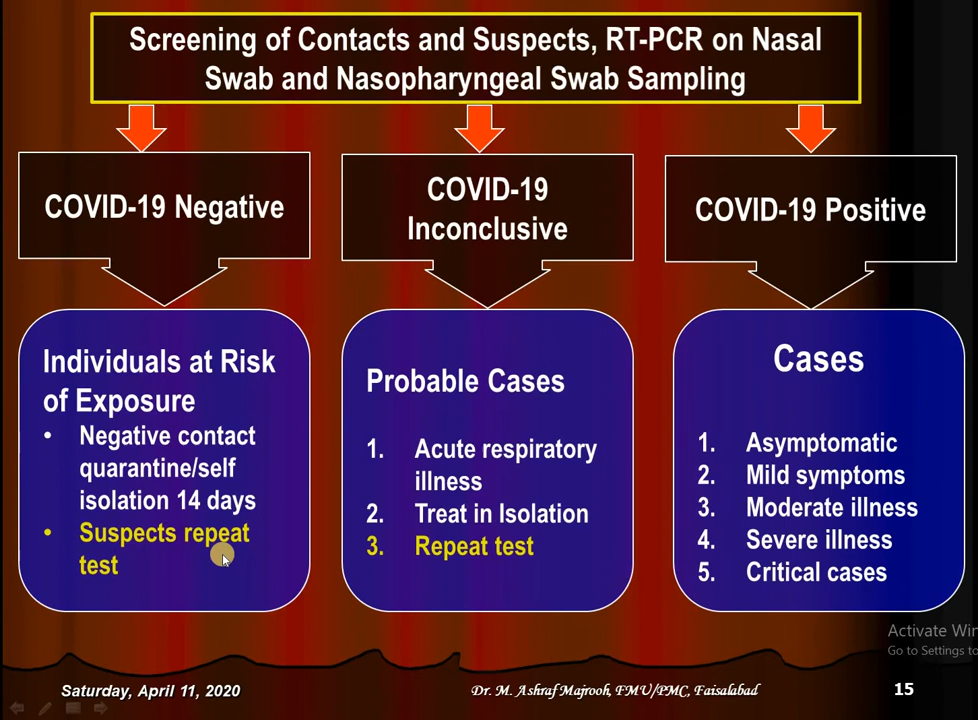 Screening of Contacts and Suspects, RT-PCR on Nasal
Swab and Nasopharyngeal Swab Sampling
COVID-19 Negative
COVID-19
Inconclusive
COVID-19 Positive
Individuals at Risk
of Exposure
• Negative contact
quarantine/self
isolation 14 days
• Suspects repeat
test
Probable Cases
1. Acute respiratory
illness
2. Treat in Isolation
3. Repeat test
Cases
1. Asymptomatic
2. Mild symptoms
3. Moderate illness
4. Severe illness
5. Critical cases
Activate Win
Go to Settings to
Saturday, April 11, 2020
Dr. M. Ashraf Majrooh, FMU/PMC, Faisalabad
15